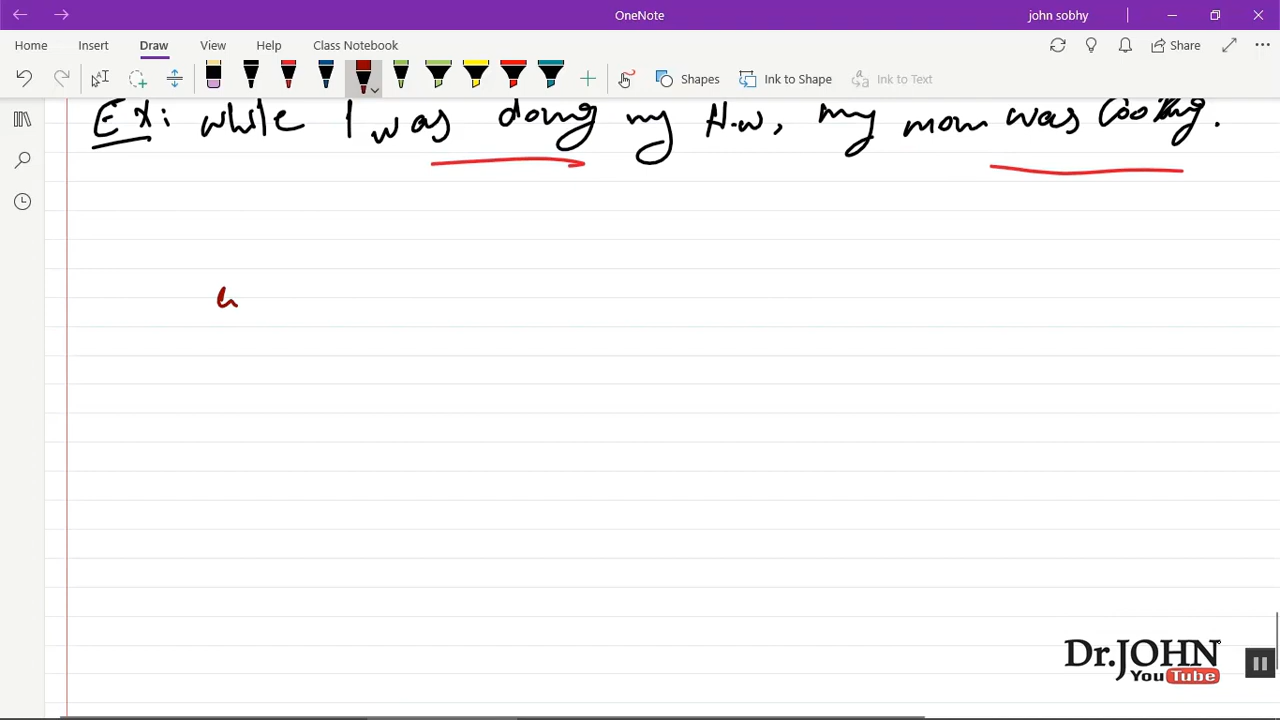 OneNote
john sobhy
Home Insert Draw View Help Class Notebook
Share
Shapes Ink to Shape Ink to Text
Ex: while I was doing my H.w, my mom was Cooking.
Dr.JOHN
YouTube